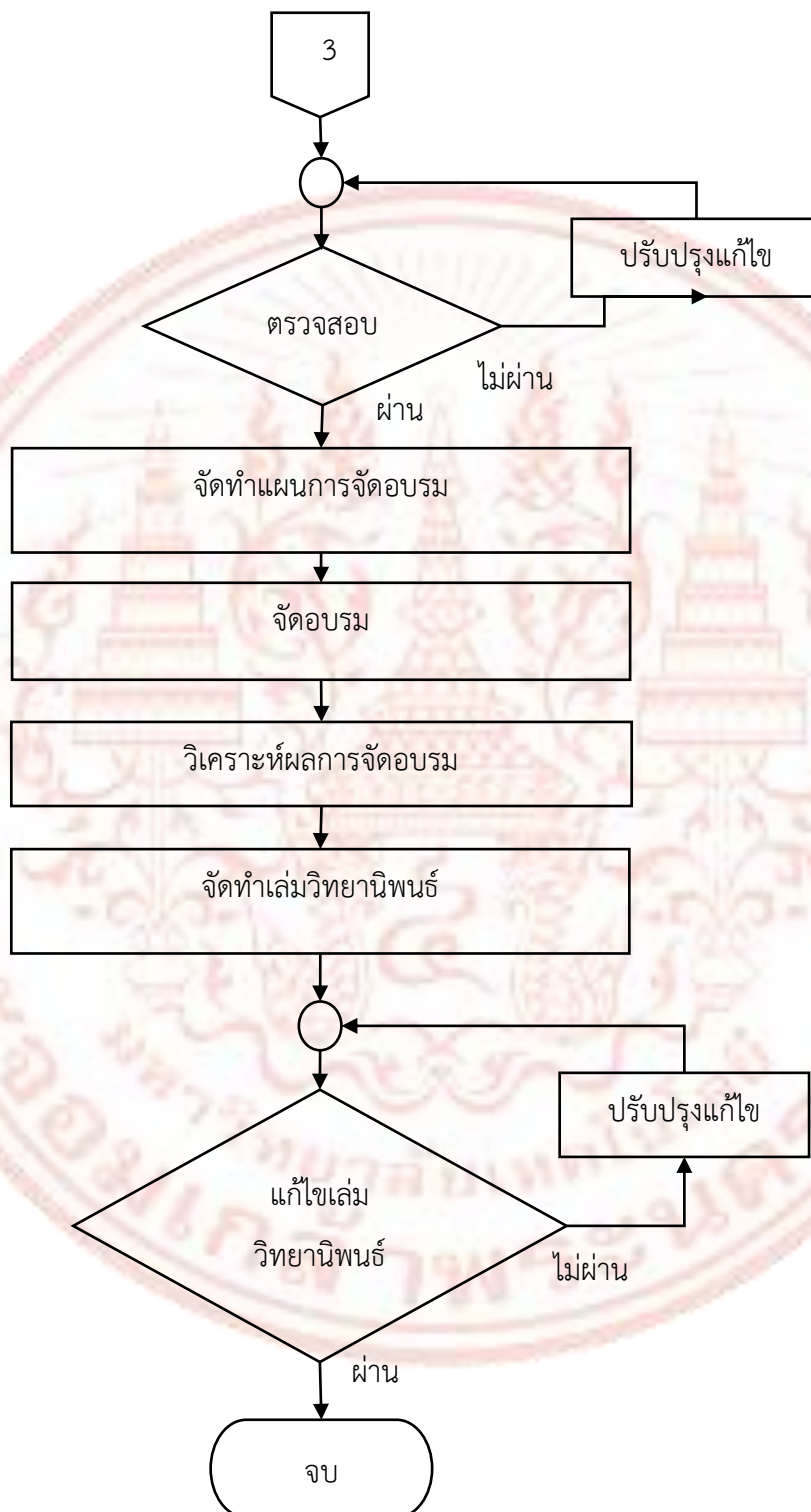 3
ปรับปรุงแก้ไข
ตรวจสอบ
ไม่ผ่าน
ผ่าน
จัดทำแผนการจัดอบรม
จัดอบรม
วิเคราะห์ผลการจัดอบรม
จัดทำเล่มวิทยานิพนธ์
ปรับปรุงแก้ไข
แก้ไขเล่ม
วิทยานิพนธ์
ไม่ผ่าน
ผ่าน
จบ